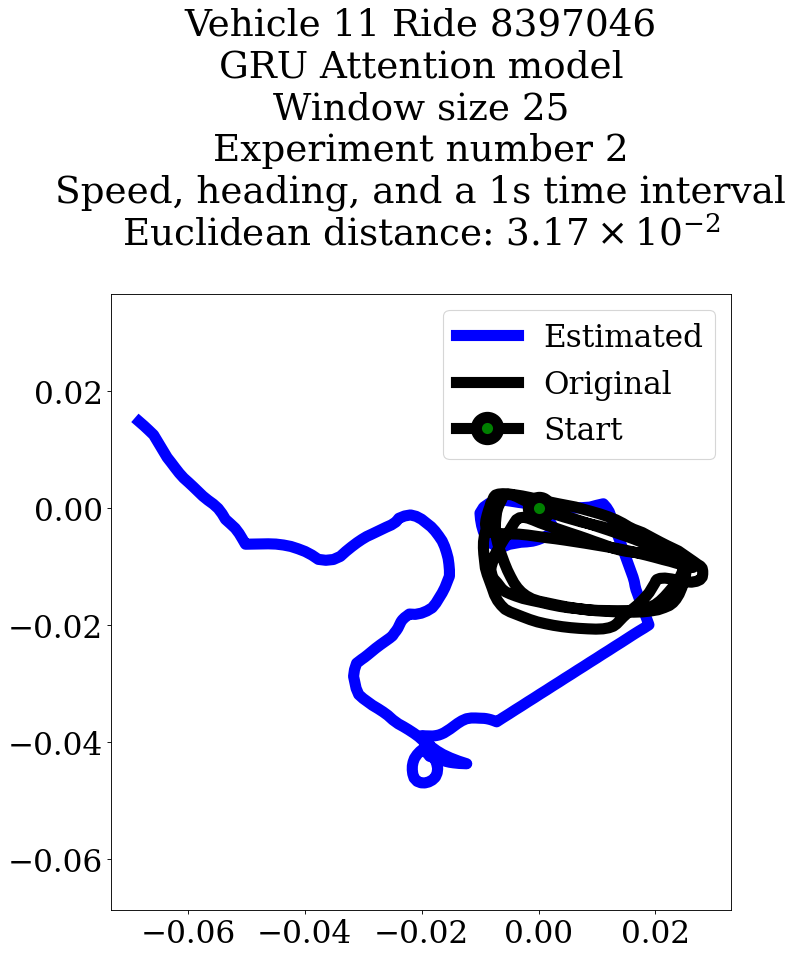 Vehicle 11 Ride 8397046
GRU Attention model
Window size 25
Experiment number 2
Speed, heading, and a 1s time interval
Euclidean distance: 3.17 × 10⁻²
Estimated
Original
Start
0.02
0.00
−0.02
−0.04
−0.06
−0.06 −0.04 −0.02 0.00 0.02